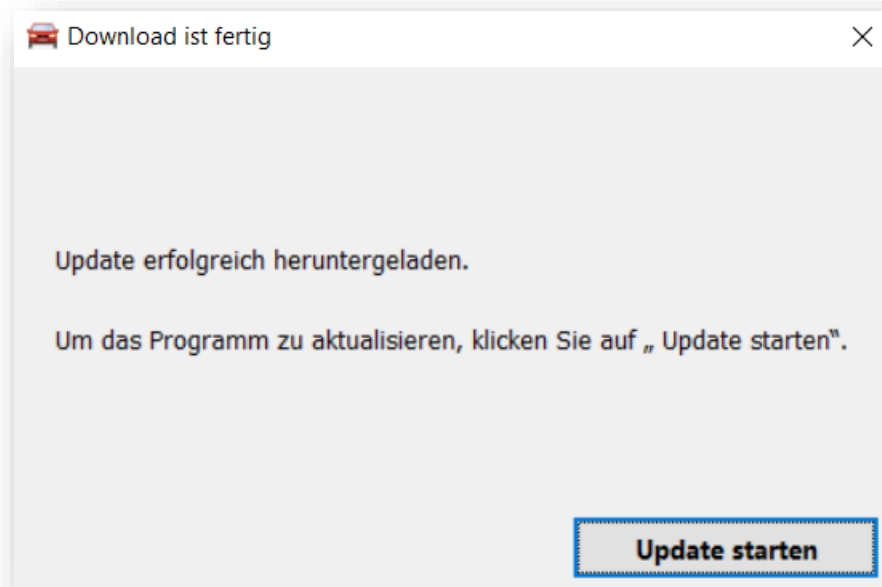 Download ist fertig
Update erfolgreich heruntergeladen.
Um das Programm zu aktualisieren, klicken Sie auf „ Update starten“.
Update starten